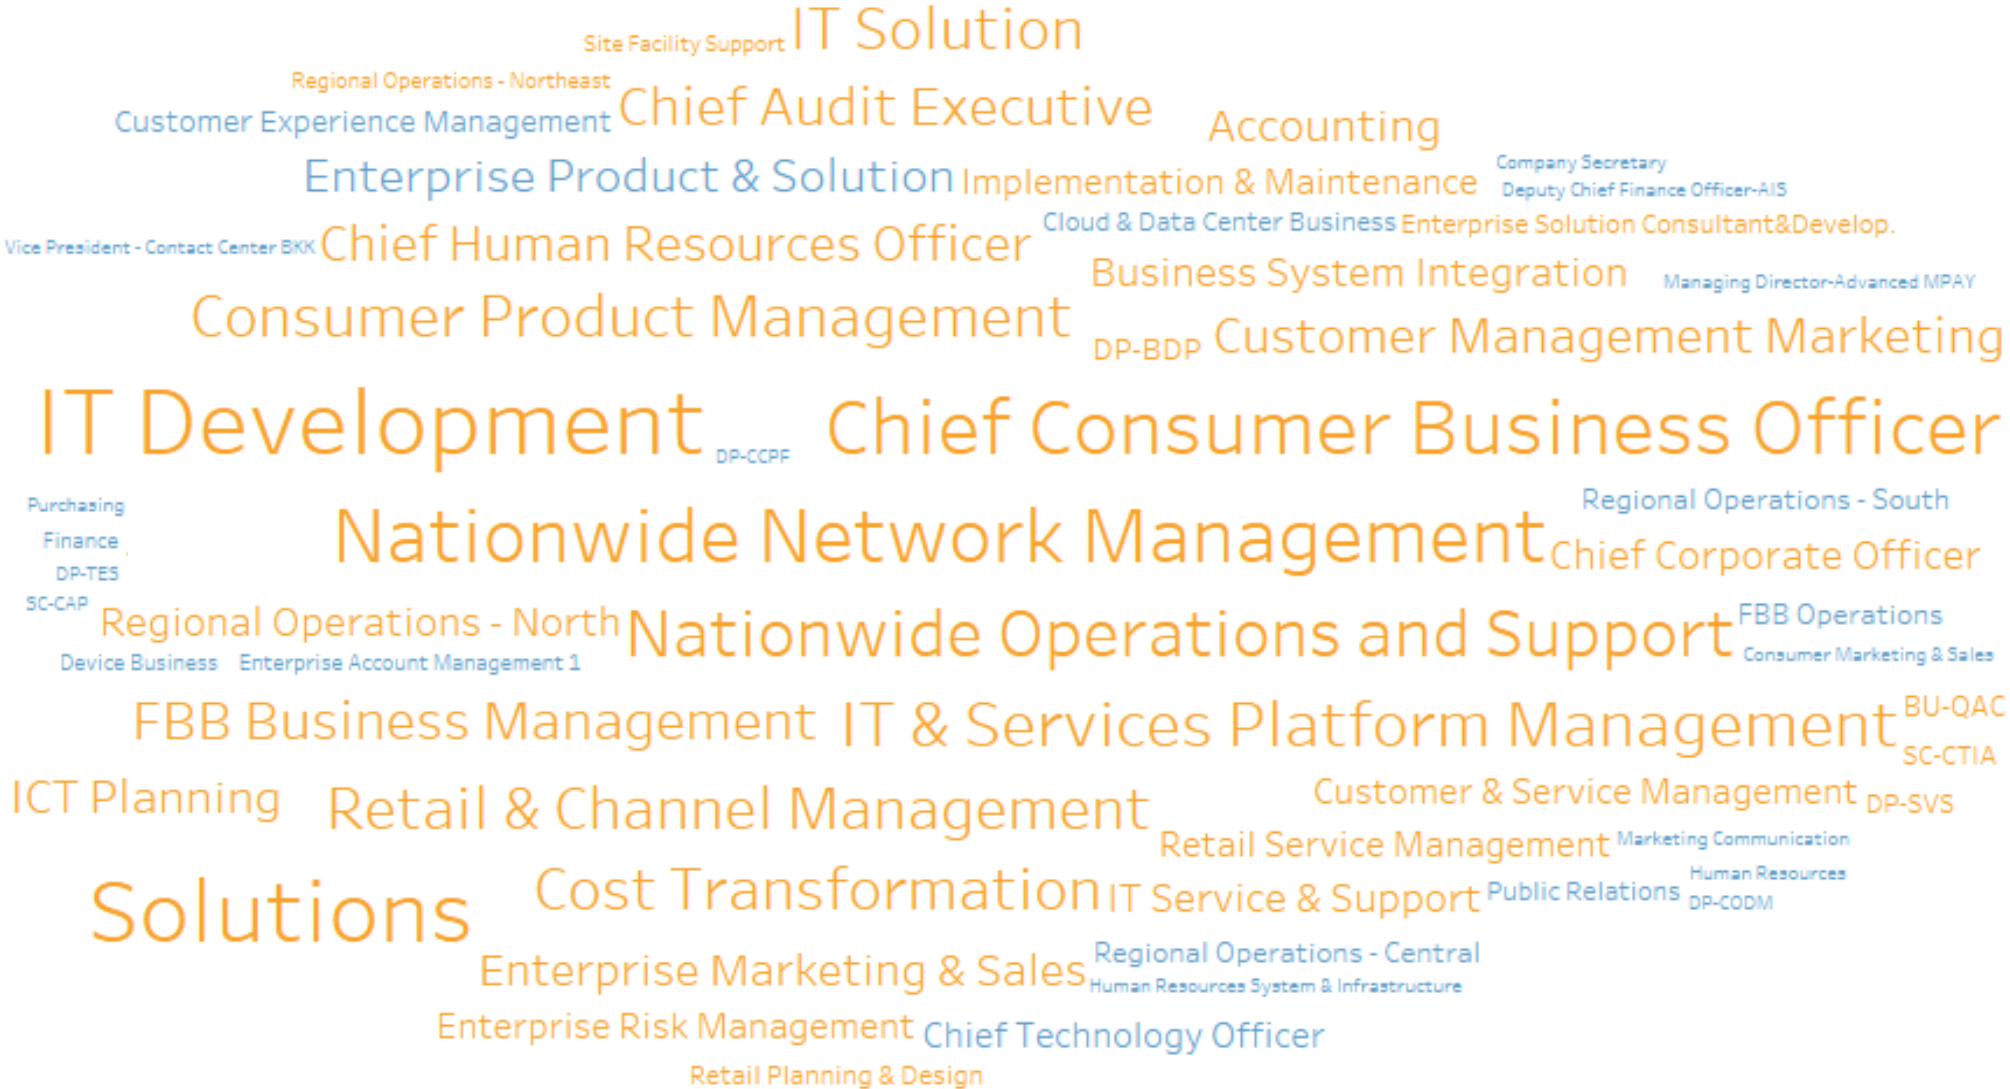 Site Facility Support IT Solution
Regional Operations - Northeast
Customer Experience Management Chief Audit Executive Accounting
Enterprise Product & Solution Implementation & Maintenance Company Secretary
Deputy Chief Finance Officer-AIS
Vice President - Contact Center BKK Chief Human Resources Officer Cloud & Data Center Business Enterprise Solution Consultant&Develop.
Business System Integration Managing Director-Advanced MPAY
Consumer Product Management DP-BDP Customer Management Marketing
IT Development DP-CCPF Chief Consumer Business Officer
Purchasing Regional Operations - South
Finance Nationwide Network Management Chief Corporate Officer
DP-TES
SC-CAP Regional Operations - North Nationwide Operations and Support FBB Operations
Device Business Enterprise Account Management 1 Consumer Marketing & Sales
FBB Business Management IT & Services Platform Management BU-QAC
SC-CTIA
ICT Planning Retail & Channel Management Customer & Service Management DP-SVS
Retail Service Management Marketing Communication
Human Resources
Solutions Cost Transformation IT Service & Support Public Relations DP-CODM
Enterprise Marketing & Sales Regional Operations - Central
Human Resources System & Infrastructure
Enterprise Risk Management Chief Technology Officer
Retail Planning & Design